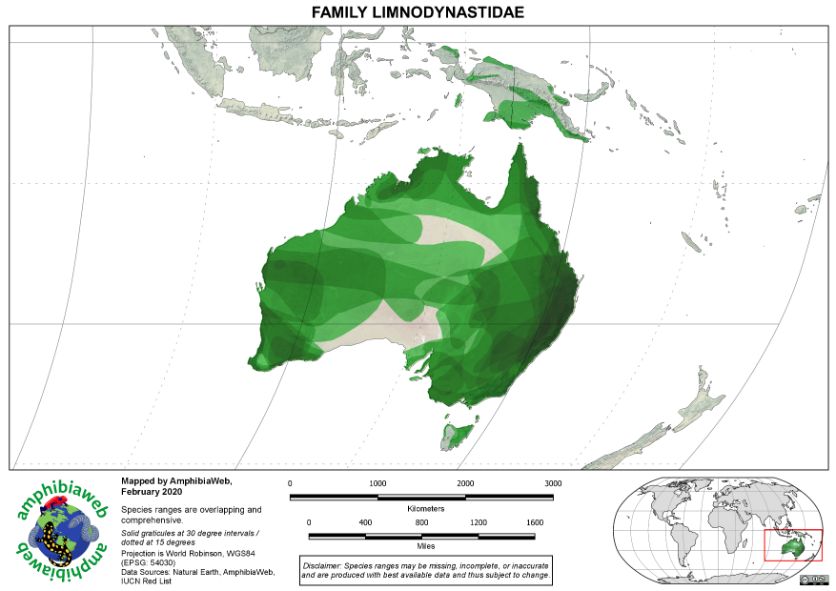 FAMILY LIMNODYNASTIDAE
amphibiaweb
amphibiaweb
Mapped by AmphibiaWeb,
February 2020
Species ranges are overlapping and
comprehensive.
Solid graticules at 30 degree intervals /
dotted at 15 degrees
Projection is World Robinson, WGS84
(EPSG: 54030)
Data Sources: Natural Earth, AmphibiaWeb,
IUCN Red List
0 1000 2000 3000
Kilometers
0 400 800 1200 1600
Miles
Disclaimer: Species ranges may be missing, incomplete, or inaccurate
and are produced with best available data and thus subject to change.